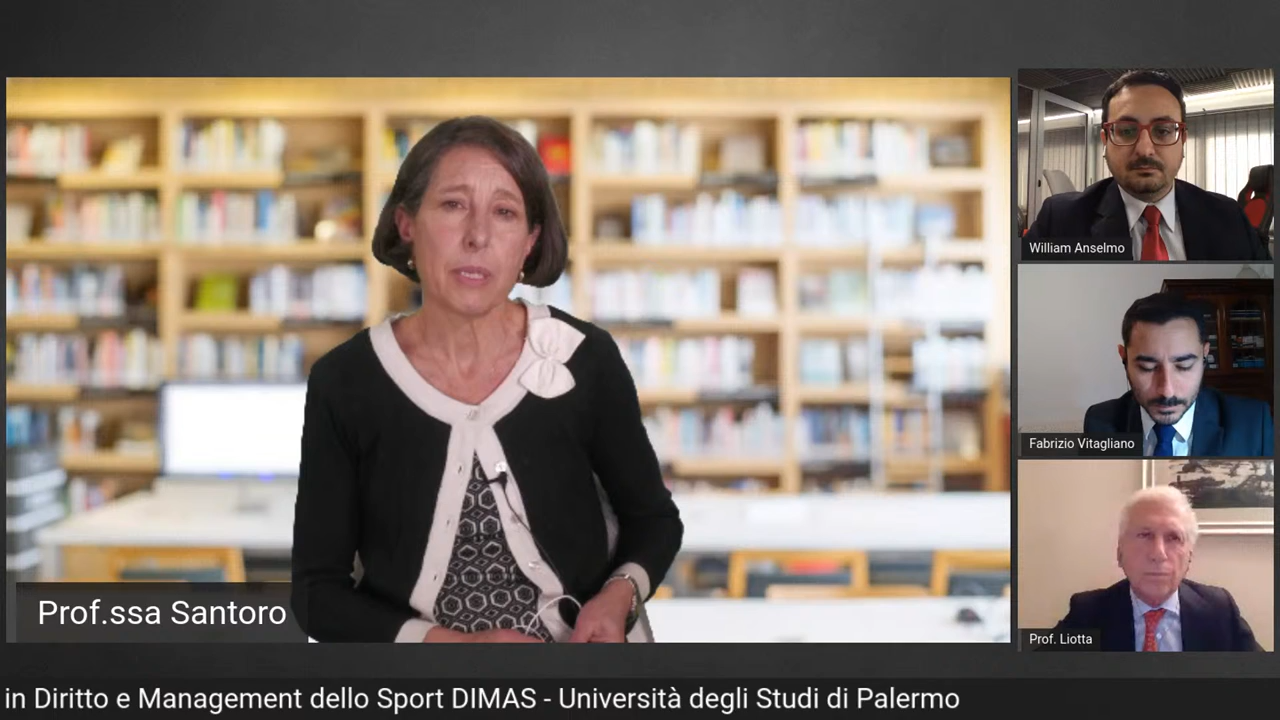 William Anselmo
Fabrizio Vitagliano
Prof.ssa Santoro
Prof. Liotta
in Diritto e Management dello Sport DIMAS - Università degli Studi di Palermo